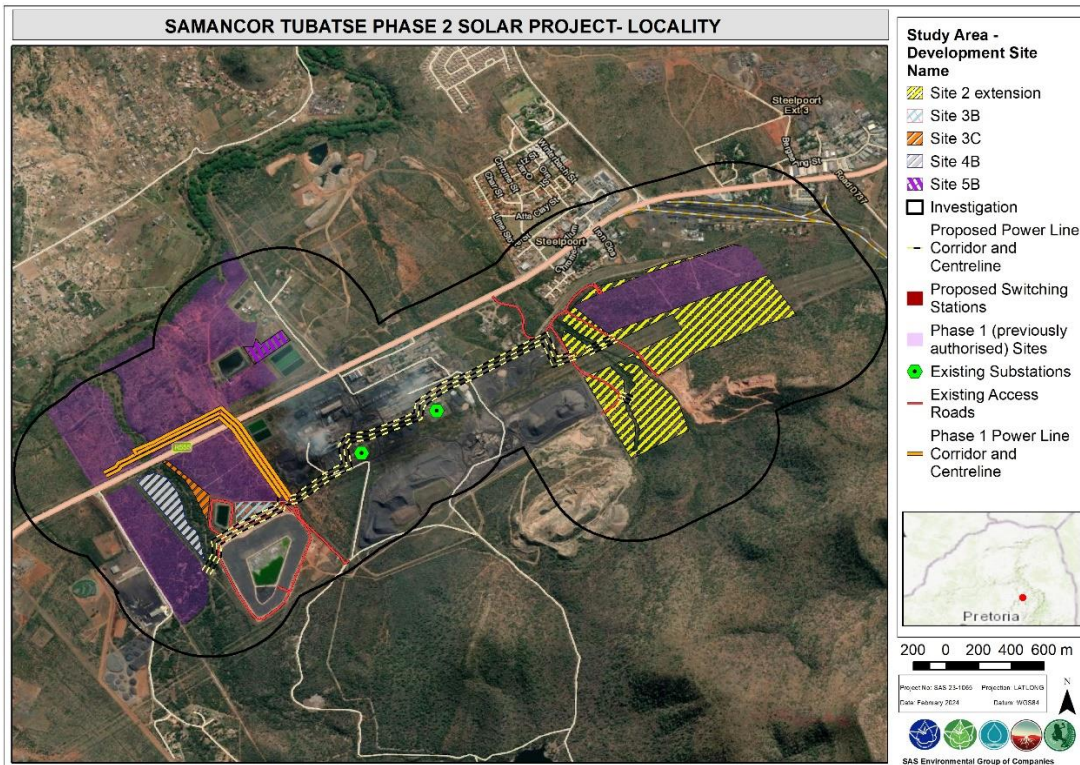 SAMANCOR TUBATSE PHASE 2 SOLAR PROJECT- LOCALITY
Steelpoort
Ext 3
Steelpoort
Study Area -
Development Site
Name
Site 2 extension
Site 3B
Site 3C
Site 4B
Site 5B
Investigation
Proposed Power Line
Corridor and
Centreline
Proposed Switching
Stations
Phase 1 (previously
authorised) Sites
Existing Substations
Existing Access
Roads
Phase 1 Power Line
Corridor and
Centreline
Pretoria
200 0 200 400 600 m
Project No: SAS 23-1066 Projection: LATLONG
Date: February 2024 Datum: WGS84
N
SAS Environmental Group of Companies